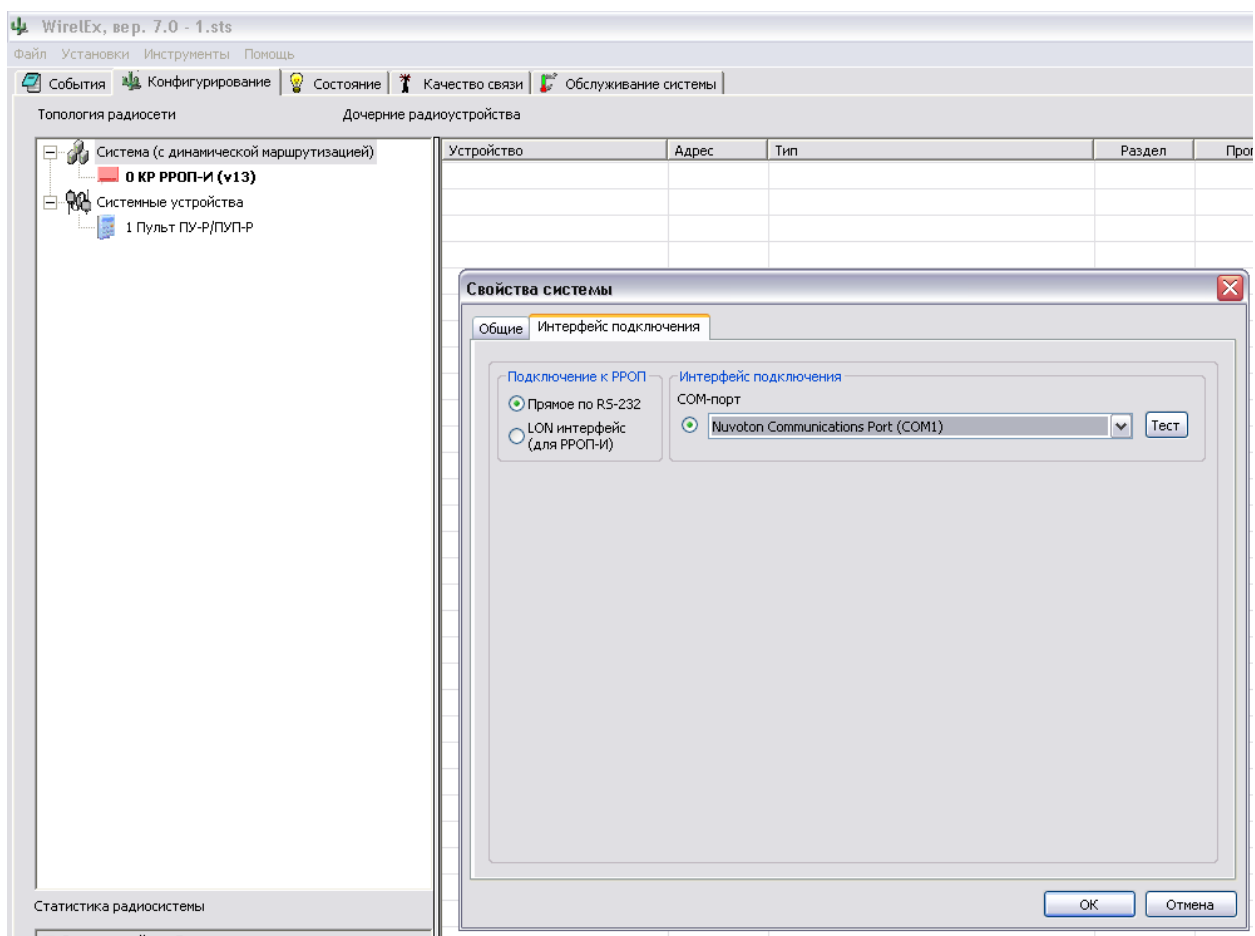 WirelEx, вер. 7.0 - 1.sts
Файл Установки Инструменты Помощь
События Конфигурирование Состояние Качество связи Обслуживание системы
Топология радиосети Дочерние радиоустройства
Система (с динамической маршрутизацией)
0 КР РРОП-И (v13)
Системные устройства
1 Пульт ПУ-Р/ПУП-Р
Устройство Адрес Тип Раздел
Свойства системы
Общие Интерфейс подключения
Подключение к РРОП
Прямое по RS-232
LON интерфейс
(для РРОП-И)
Интерфейс подключения
COM-порт
Nuvoton Communications Port (COM1) Тест
OK Отмена
Статистика радиосистемы